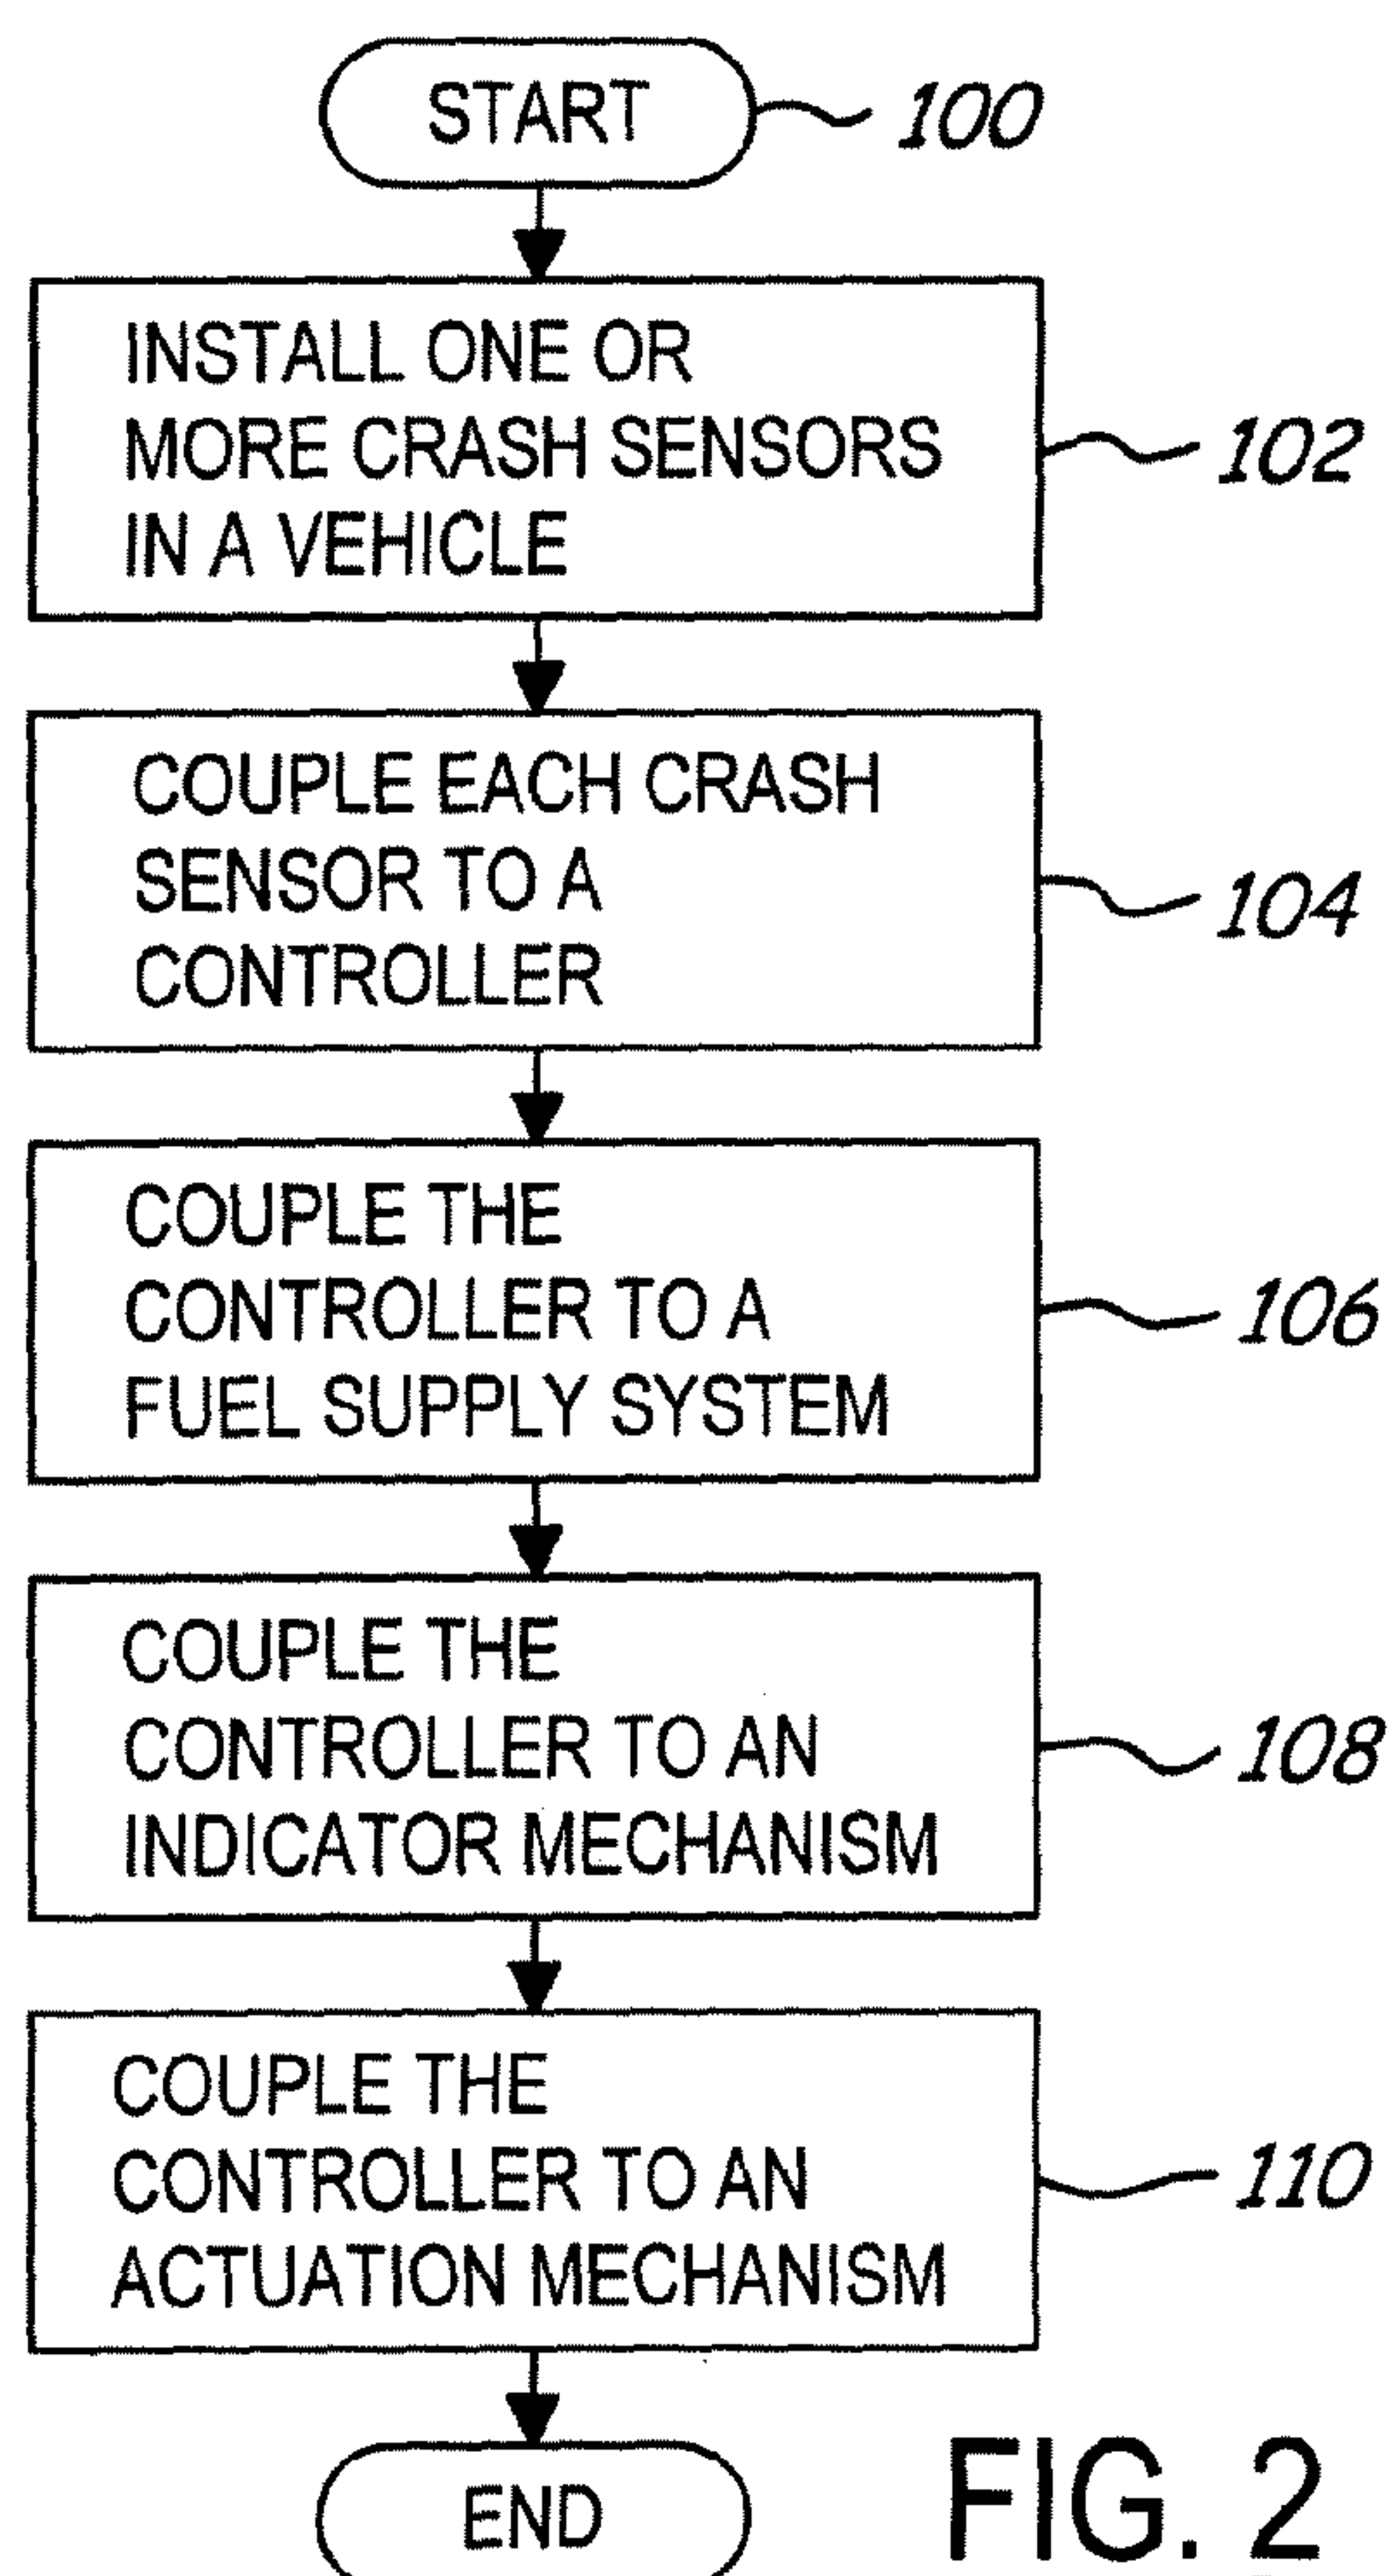 START
100
INSTALL ONE OR
MORE CRASH SENSORS
IN A VEHICLE
102
COUPLE EACH CRASH
SENSOR TO A
CONTROLLER
104
COUPLE THE
CONTROLLER TO A
FUEL SUPPLY SYSTEM
106
COUPLE THE
CONTROLLER TO AN
INDICATOR MECHANISM
108
COUPLE THE
CONTROLLER TO AN
ACTUATION MECHANISM
110
END
FIG. 2